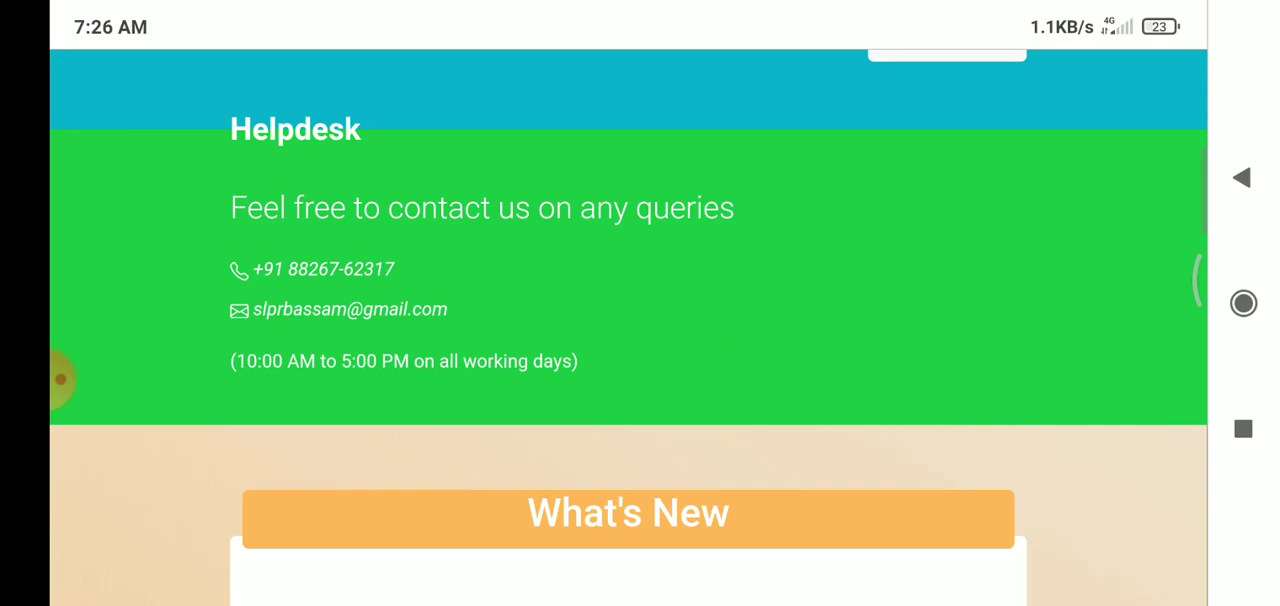 7:26 AM
1.1KB/s 4G 23
Helpdesk
Feel free to contact us on any queries
+91 88267-62317
slprbassam@gmail.com
(10:00 AM to 5:00 PM on all working days)
What's New